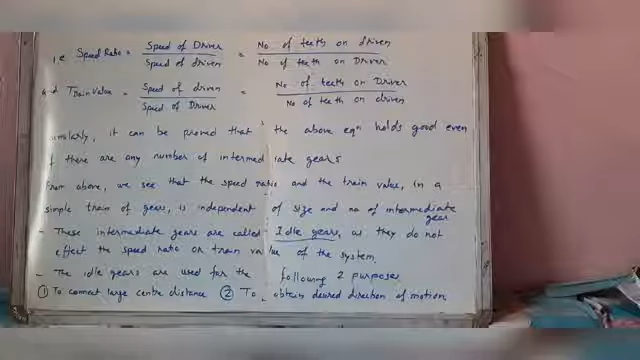 i.e Speed Ratio = Speed of Driver / Speed of driven = No of teeth on driven / No of teeth on Driver
and Train Value = Speed of driven / Speed of Driver = No. of teeth on Driver / No of teeth on driven
it can be proved that the above eqn holds good even
if there are any number of intermediate gears
From above, we see that the speed ratio and the train value, in a
simple train of gears, is independent of size and no of intermediate gear
- These intermediate gears are called Idle gears, as they do not
effect the speed ratio or train value of the system.
- The idle gears are used for the following 2 purposes
① To connect large centre distance ② To obtain desired direction of motion.